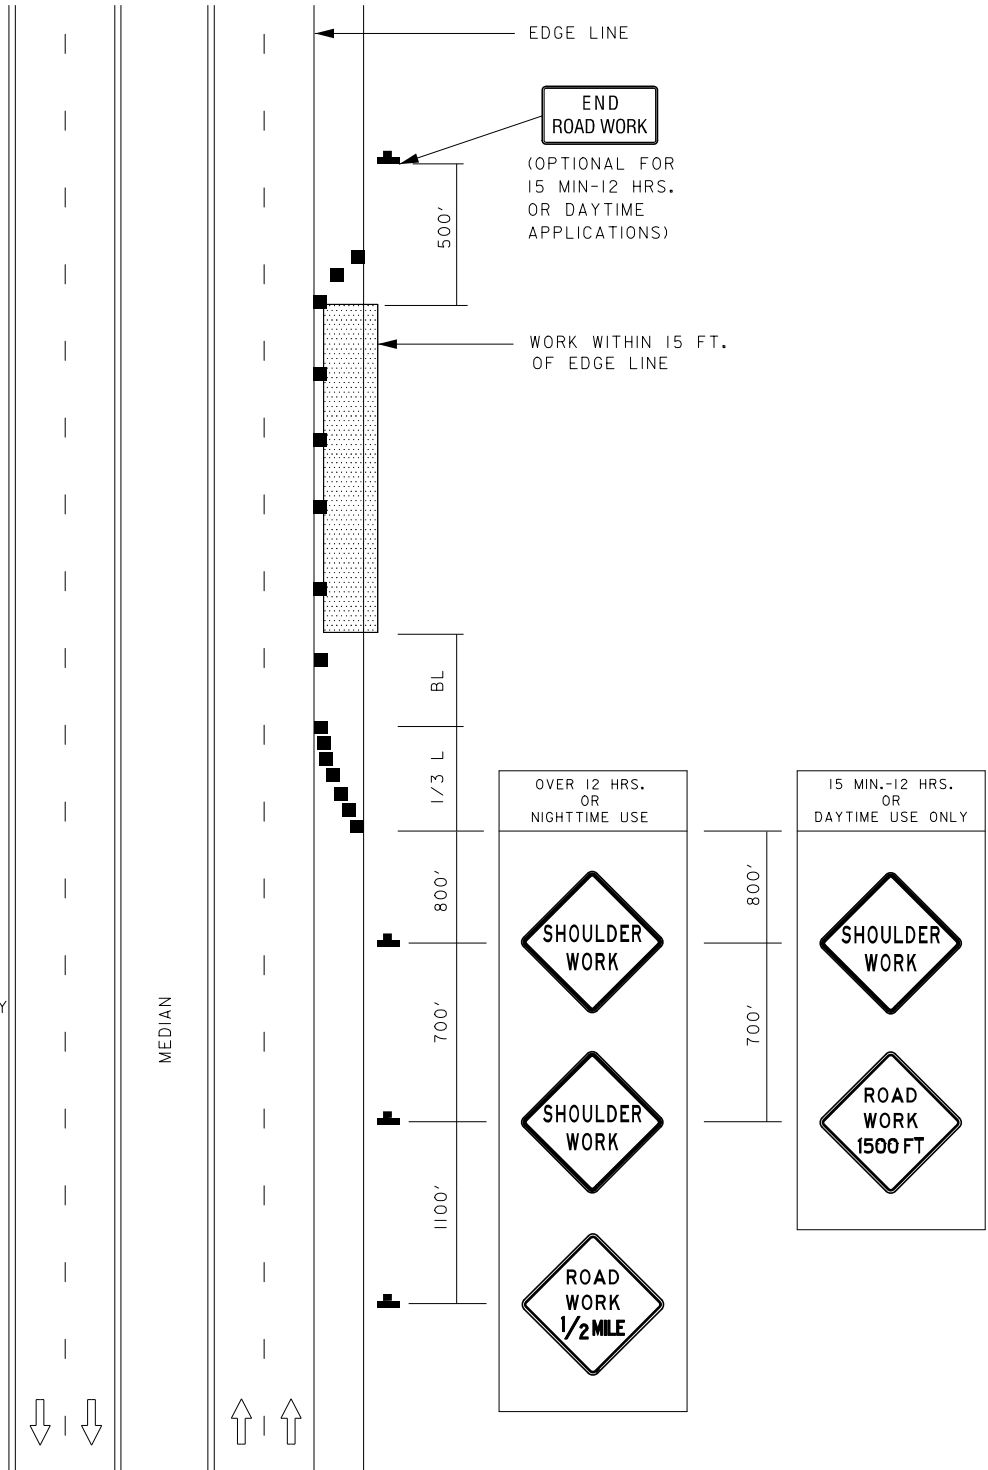 EDGE LINE
END
ROAD WORK
(OPTIONAL FOR
15 MIN-12 HRS.
OR DAYTIME
APPLICATIONS)
500'
WORK WITHIN 15 FT.
OF EDGE LINE
BL
1/3 L
OVER 12 HRS.
OR
NIGHTTIME USE
15 MIN.-12 HRS.
OR
DAYTIME USE ONLY
800'
SHOULDER
WORK
800'
SHOULDER
WORK
Y
MEDIAN
700'
700'
SHOULDER
WORK
ROAD
WORK
1500 FT
1100'
ROAD
WORK
1/2 MILE